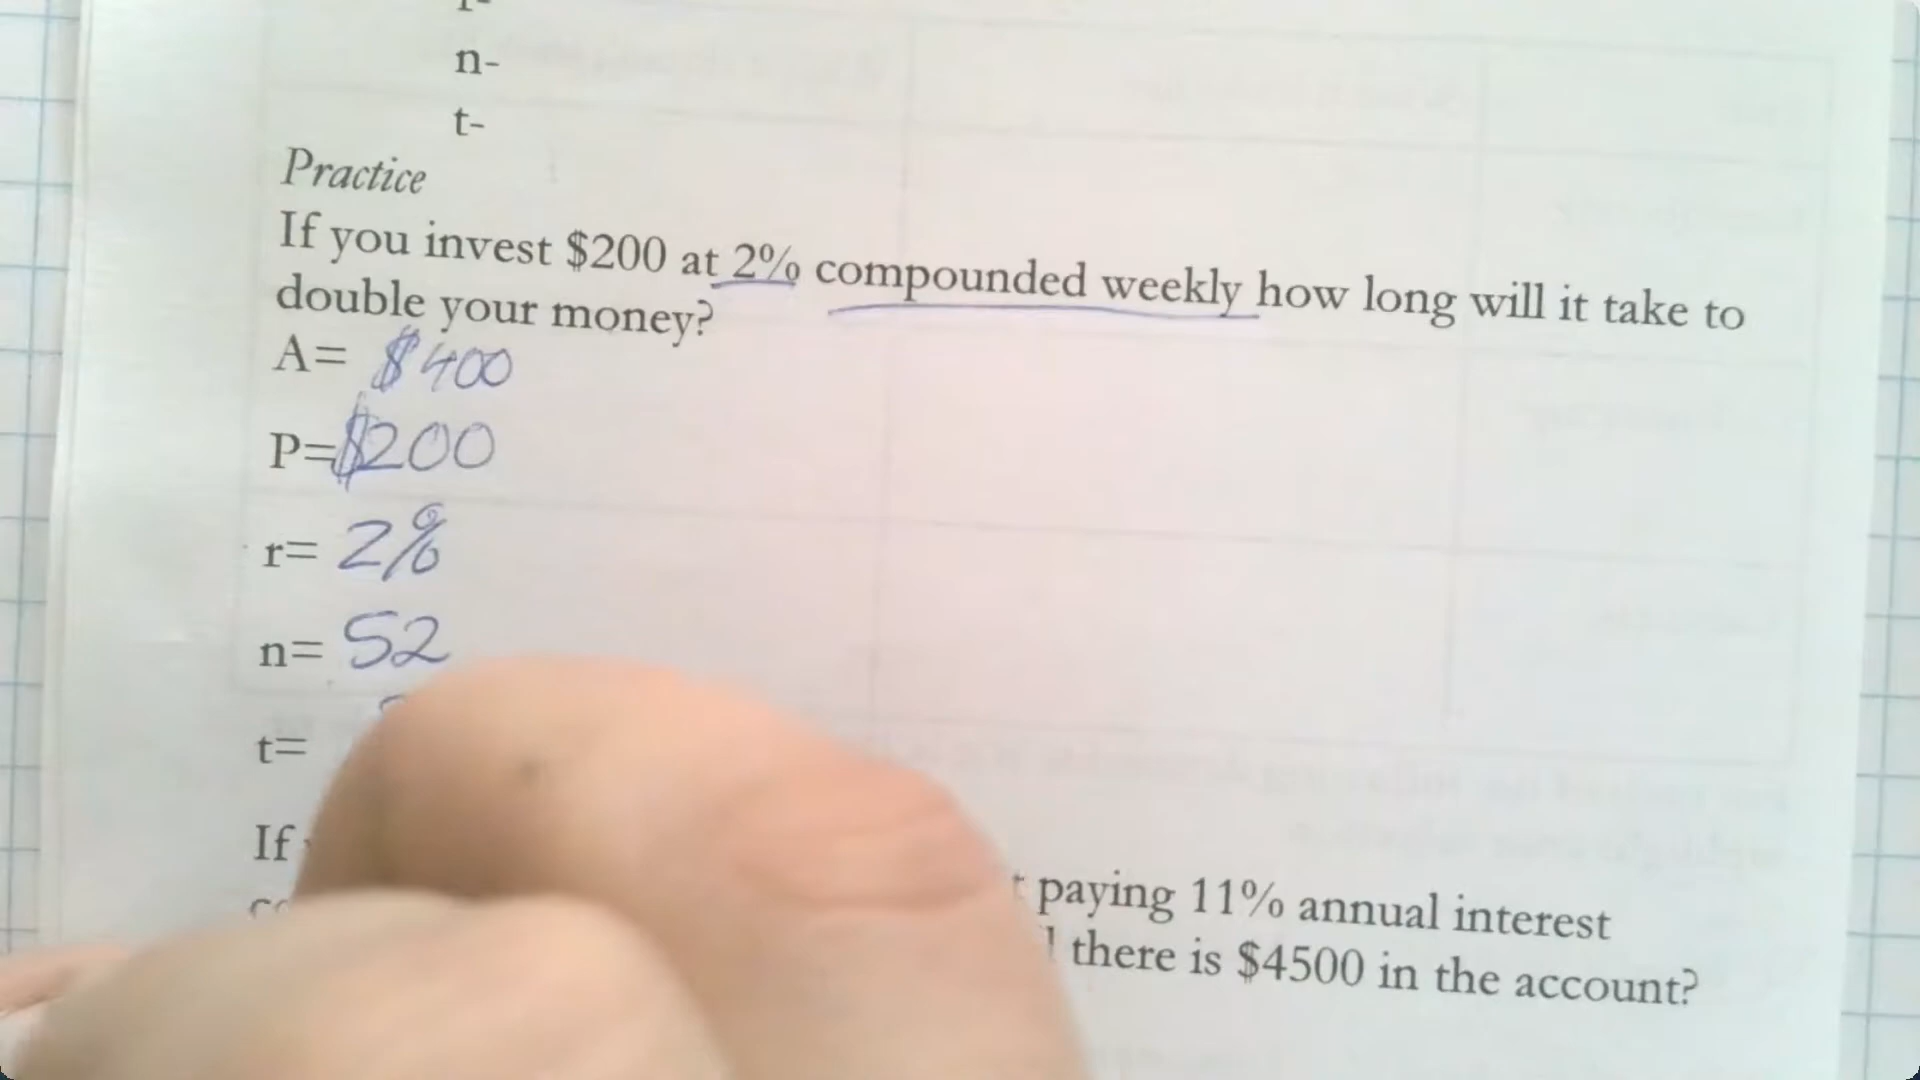 n-
t-
Practice
If you invest $200 at 2% compounded weekly how long will it take to
double your money?
A= $400
P=$200
r= 2%
n= 52
t=
If
paying 11% annual interest
there is $4500 in the account?